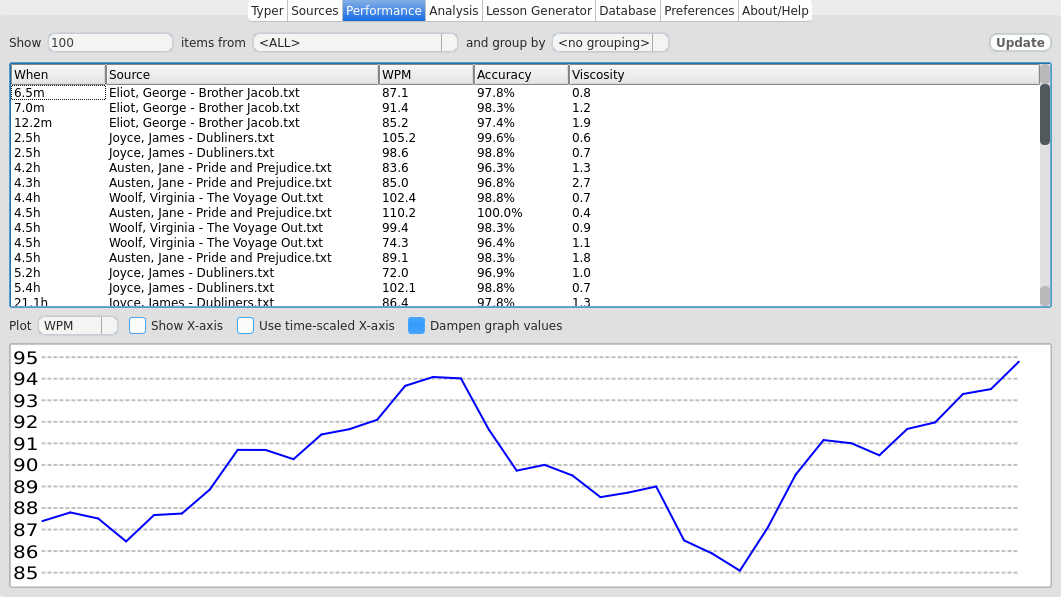 Typer Sources Performance Analysis Lesson Generator Database Preferences About/Help
Show 100 items from <ALL> and group by <no grouping> Update
When Source WPM Accuracy Viscosity
6.5m Eliot, George - Brother Jacob.txt 87.1 97.8% 0.8
7.0m Eliot, George - Brother Jacob.txt 91.4 98.3% 1.2
12.2m Eliot, George - Brother Jacob.txt 85.2 97.4% 1.9
2.5h Joyce, James - Dubliners.txt 105.2 99.6% 0.6
2.5h Joyce, James - Dubliners.txt 98.6 98.8% 0.7
4.2h Austen, Jane - Pride and Prejudice.txt 83.6 96.3% 1.3
4.3h Austen, Jane - Pride and Prejudice.txt 85.0 96.8% 2.7
4.4h Woolf, Virginia - The Voyage Out.txt 102.4 98.8% 0.7
4.5h Austen, Jane - Pride and Prejudice.txt 110.2 100.0% 0.4
4.5h Woolf, Virginia - The Voyage Out.txt 99.4 98.3% 0.9
4.5h Woolf, Virginia - The Voyage Out.txt 74.3 96.4% 1.1
4.5h Austen, Jane - Pride and Prejudice.txt 89.1 98.3% 1.8
5.2h Joyce, James - Dubliners.txt 72.0 96.9% 1.0
5.4h Joyce, James - Dubliners.txt 102.1 98.8% 0.7
21.1h Joyce, James - Dubliners.txt 86.4 97.8% 1.3
Plot WPM Show X-axis Use time-scaled X-axis Dampen graph values
95
94
93
92
91
90
89
88
87
86
85